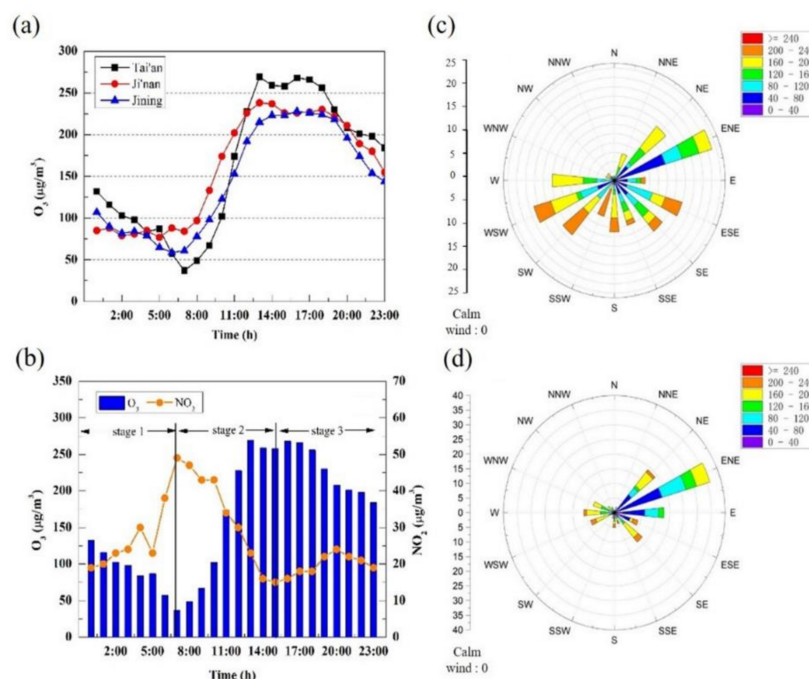 (a)
300
250
200
150
100
50
0
O₃ (μg/m³)
Tai'an
Ji'nan
Jining
2:00 5:00 8:00 11:00 14:00 17:00 20:00 23:00
Time (h)
(b)
350
300
250
200
150
100
50
0
O₃ (μg/m³)
O₃ NO₂
stage 1 stage 2 stage 3
70
60
50
40
30
20
10
0
NO₂ (μg/m³)
2:00 5:00 8:00 11:00 14:00 17:00 20:00 23:00
Time (h)
(c)
25
20
15
10
5
0
5
10
15
20
25
Calm
wind : 0
N
NNE
NE
ENE
E
ESE
SE
SSE
S
SSW
SW
WSW
W
WNW
NW
NNW
>= 240
200 - 24
160 - 20
120 - 16
80 - 120
40 - 80
0 - 40
(d)
40
35
30
25
20
15
10
5
0
5
10
15
20
25
30
35
40
Calm
wind : 0
N
NNE
NE
ENE
E
ESE
SE
SSE
S
SSW
SW
WSW
W
WNW
NW
NNW
>= 240
200 - 24
160 - 20
120 - 16
80 - 120
40 - 80
0 - 40